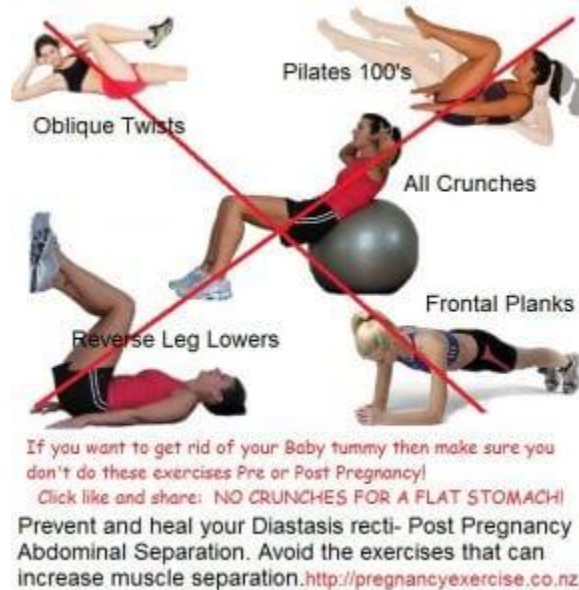 Pilates 100's
Oblique Twists
All Crunches
Frontal Planks
Reverse Leg Lowers
If you want to get rid of your Baby tummy then make sure you
don't do these exercises Pre or Post Pregnancy!
Click like and share: NO CRUNCHES FOR A FLAT STOMACH!
Prevent and heal your Diastasis recti- Post Pregnancy
Abdominal Separation. Avoid the exercises that can
increase muscle separation.http://pregnancyexercise.co.nz